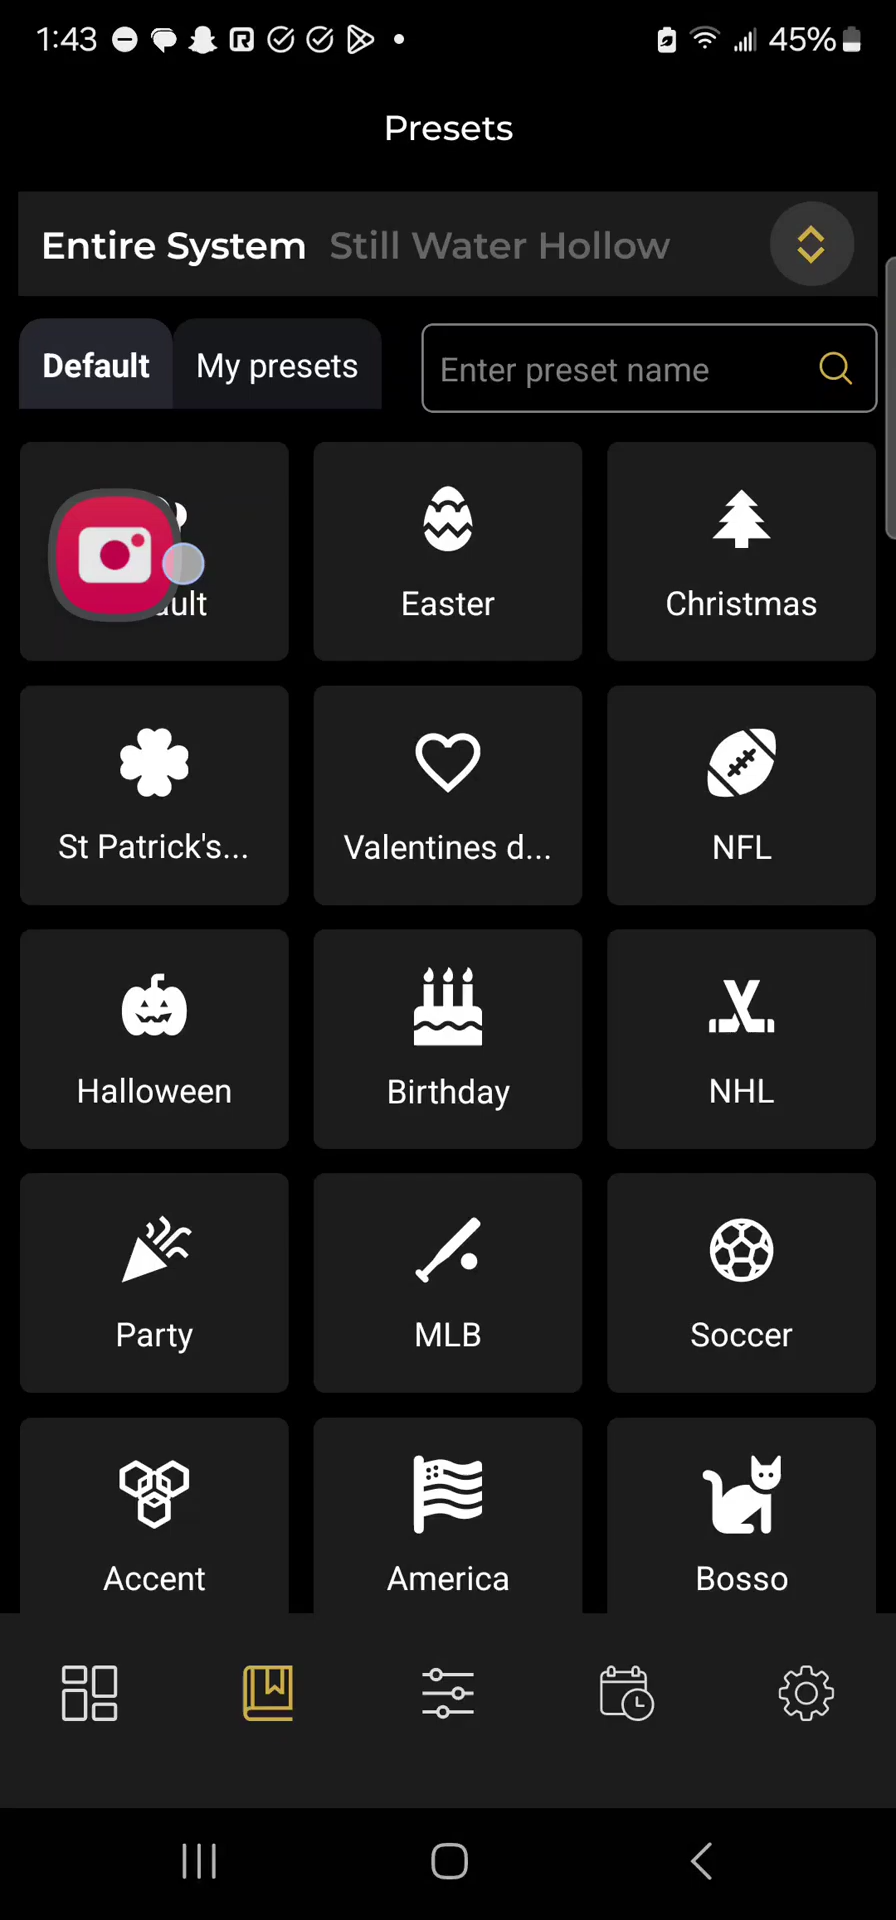 1:43 45%
Presets
Entire System Still Water Hollow
Default My presets Enter preset name
ault Easter Christmas
St Patrick's... Valentines d... NFL
Halloween Birthday NHL
Party MLB Soccer
Accent America Bosso